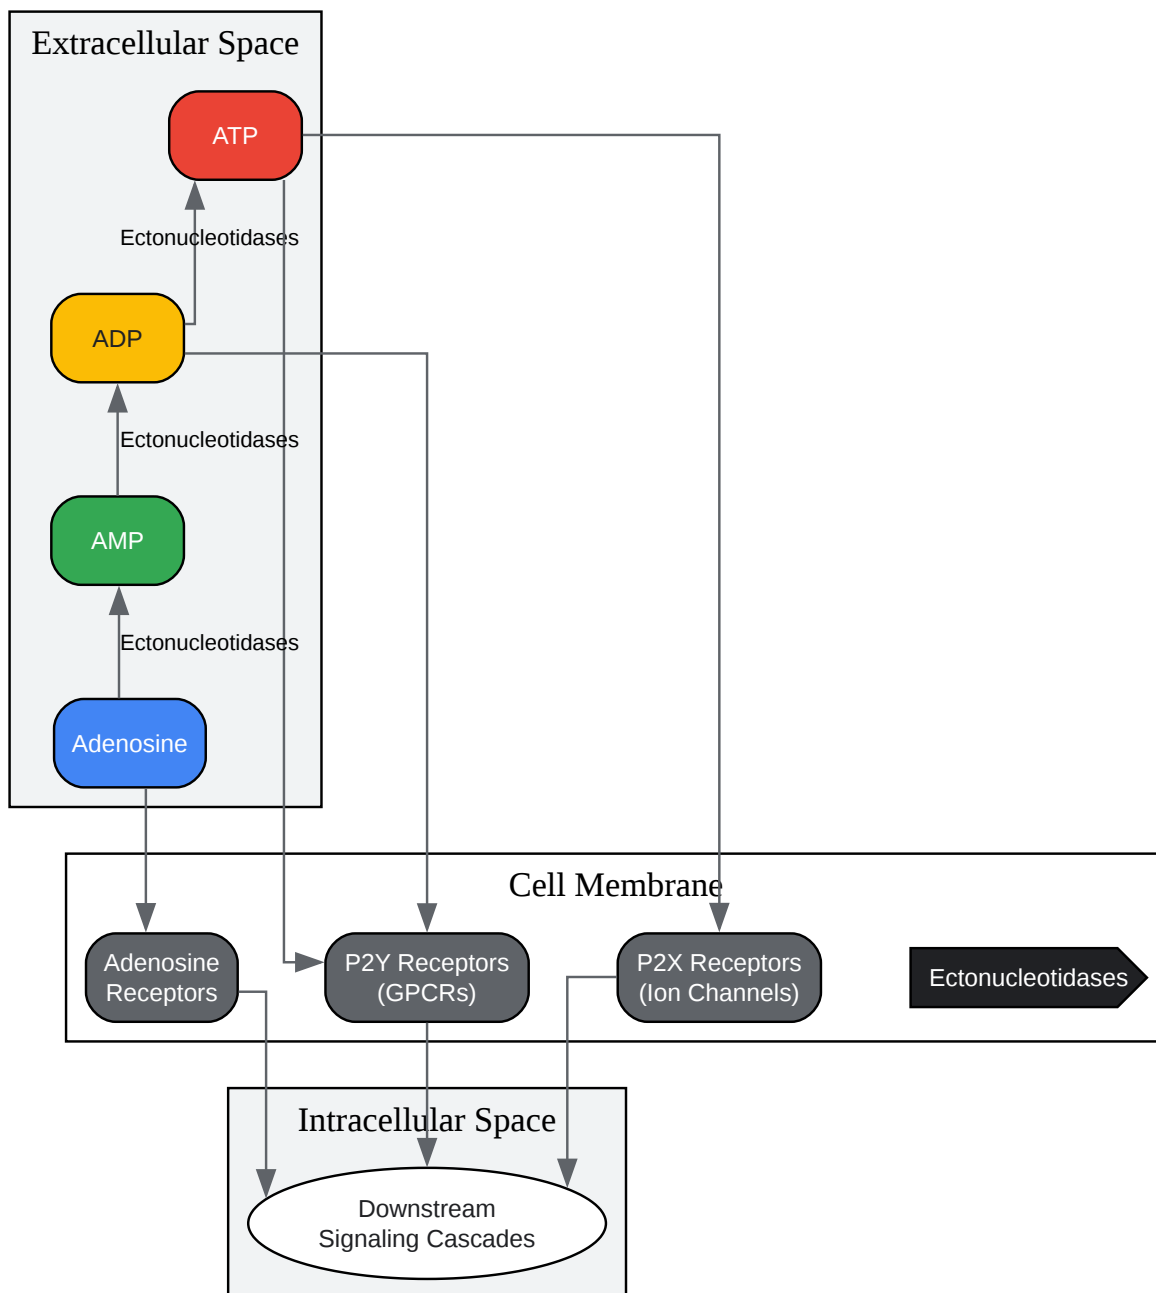 Extracellular Space
ATP
Ectonucleotidases
ADP
Ectonucleotidases
AMP
Ectonucleotidases
Adenosine
Cell Membrane
Adenosine
Receptors
P2Y Receptors
(GPCRs)
P2X Receptors
(Ion Channels)
Ectonucleotidases
Intracellular Space
Downstream
Signaling Cascades